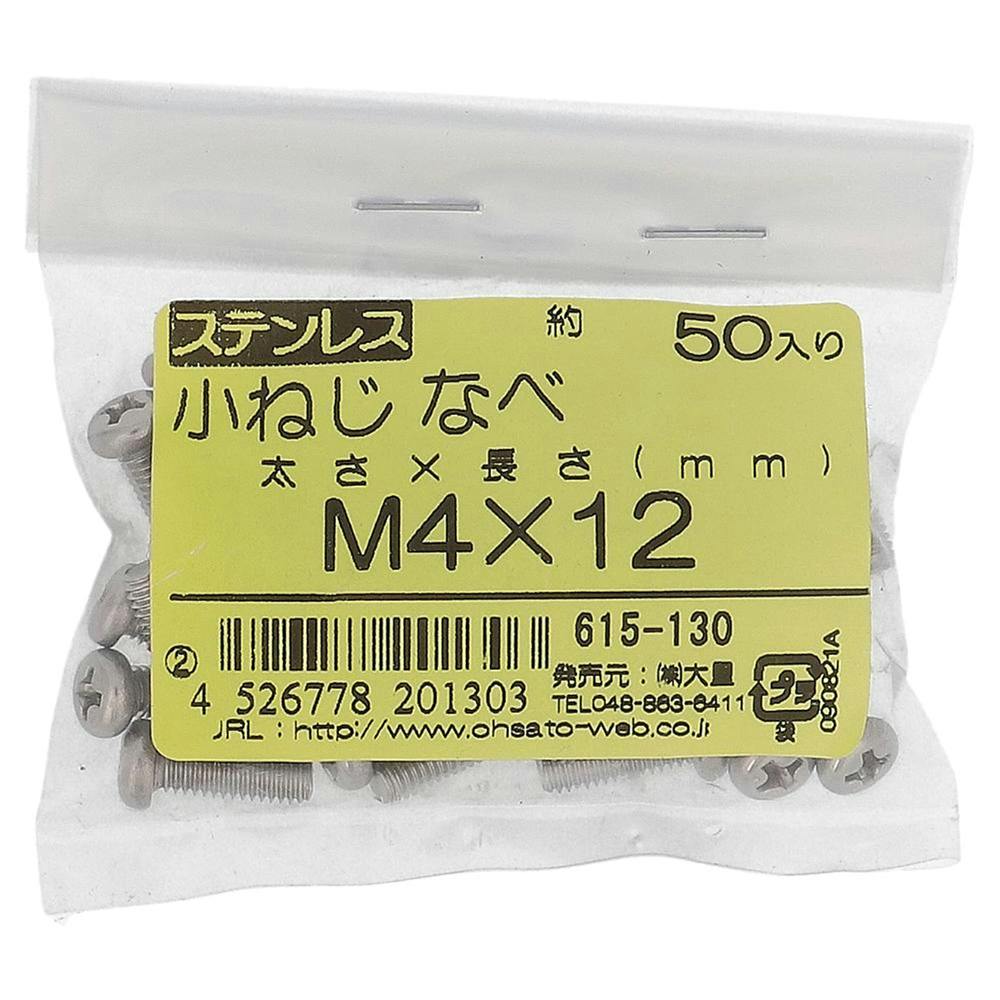 ステンレス 約 50入り
小ねじ なべ
太さ×長さ(mm)
M4×12
② 615-130
4 526778 201303
発売元:㈱大里
TEL048-863-6411
URL:http://www.ohsato-web.co.j
プラ
袋
090821A